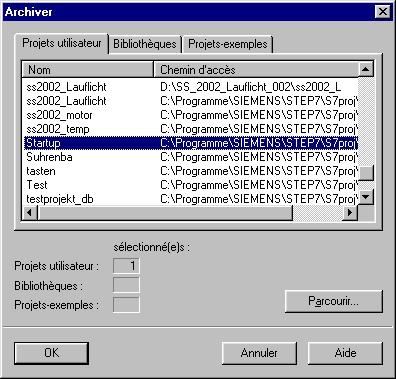 Archiver
Projets utilisateur Bibliothèques Projets-exemples
Nom Chemin d'accès
ss2002_Lauflicht D:\SS_2002_Lauflicht_002\ss2002_L
ss2002_Lauflicht C:\Programme\SIEMENS\STEP7\S7proj\
ss2002_motor C:\Programme\SIEMENS\STEP7\S7proj\
ss2002_temp C:\Programme\SIEMENS\STEP7\S7proj\
Startup C:\Programme\SIEMENS\STEP7\S7proj\
Suhrenba C:\Programme\SIEMENS\STEP7\S7proj\
tasten C:\Programme\SIEMENS\STEP7\S7proj\
Test C:\Programme\SIEMENS\STEP7\S7proj\
testprojekt_db C:\Programme\SIEMENS\STEP7\S7proj\
sélectionné(e)s :
Projets utilisateur : 1
Bibliothèques :
Projets-exemples :
Parcourir...
OK Annuler Aide